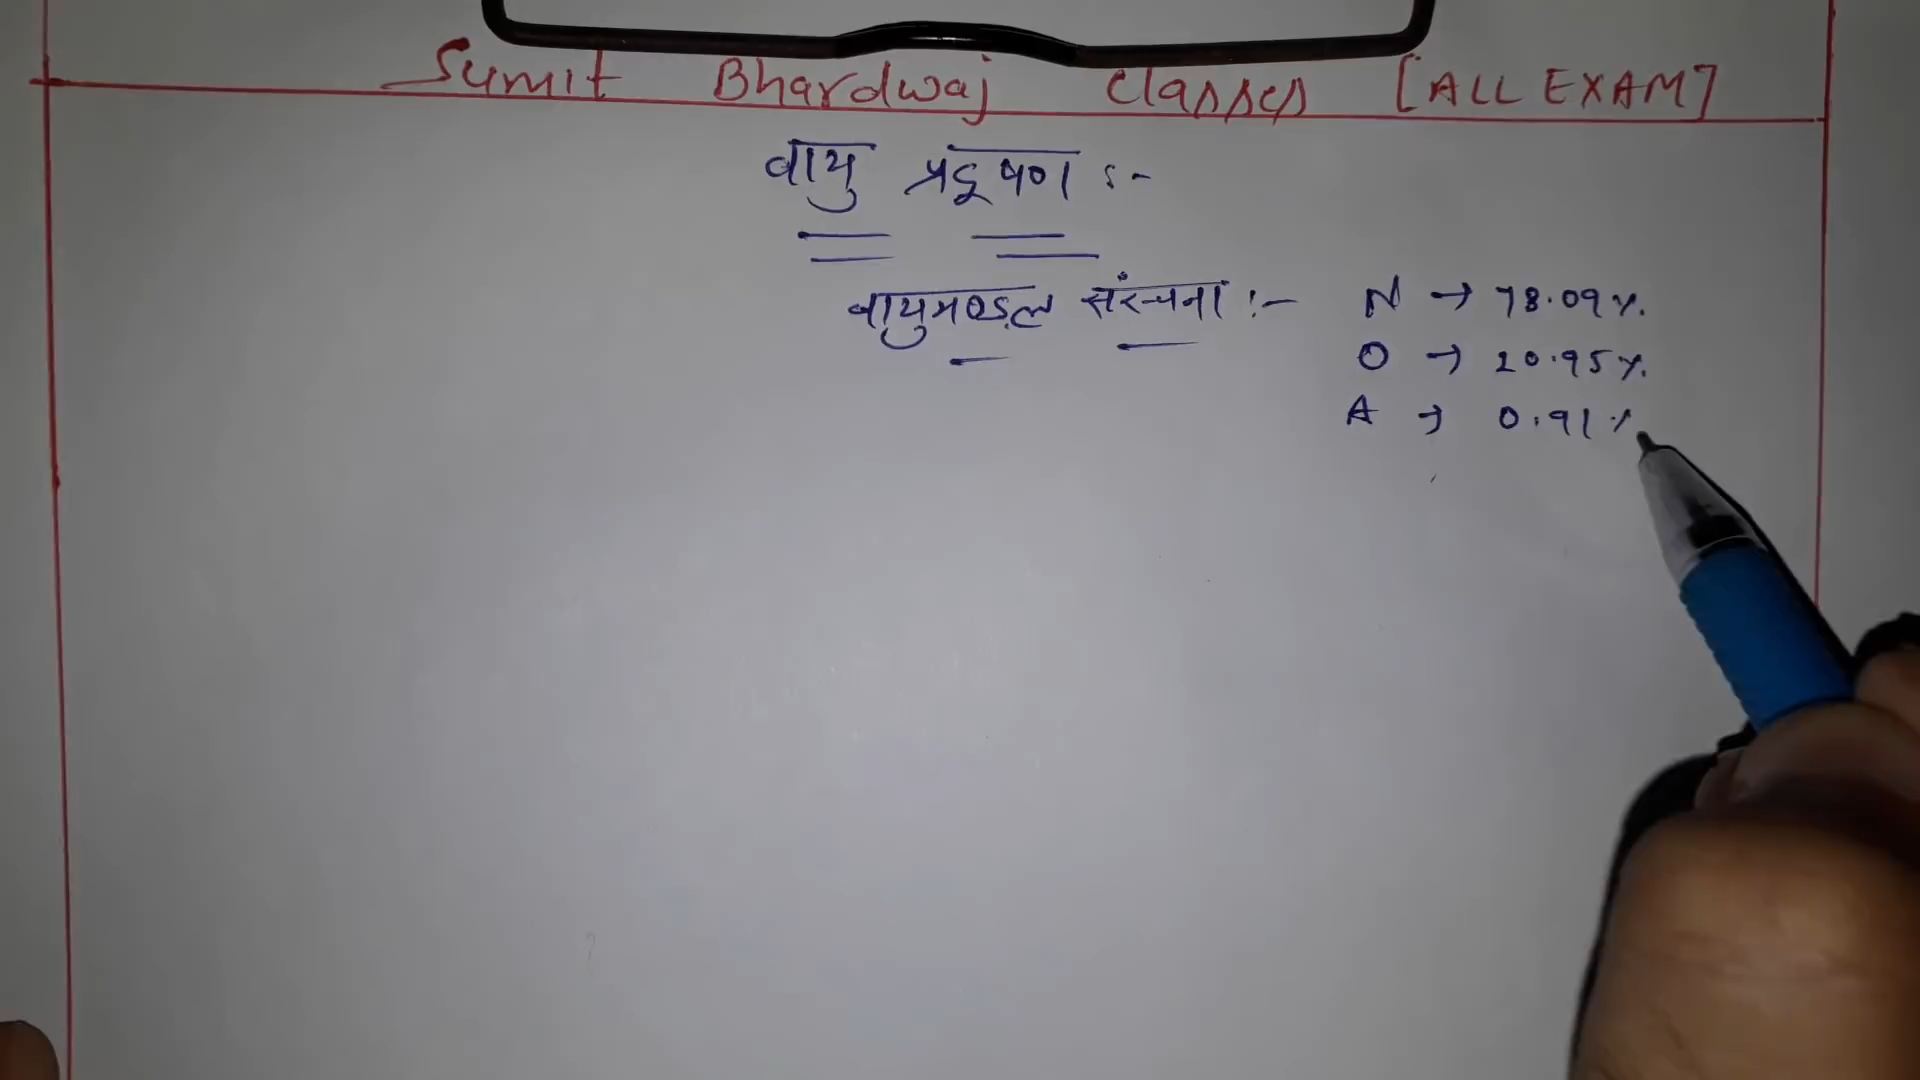 Sumit Bhardwaj Classes [ALL EXAM]
वायु प्रदूषण :-
वायुमण्डल संरचना :- N → 78.09%
O → 20.95%
A → 0.91%